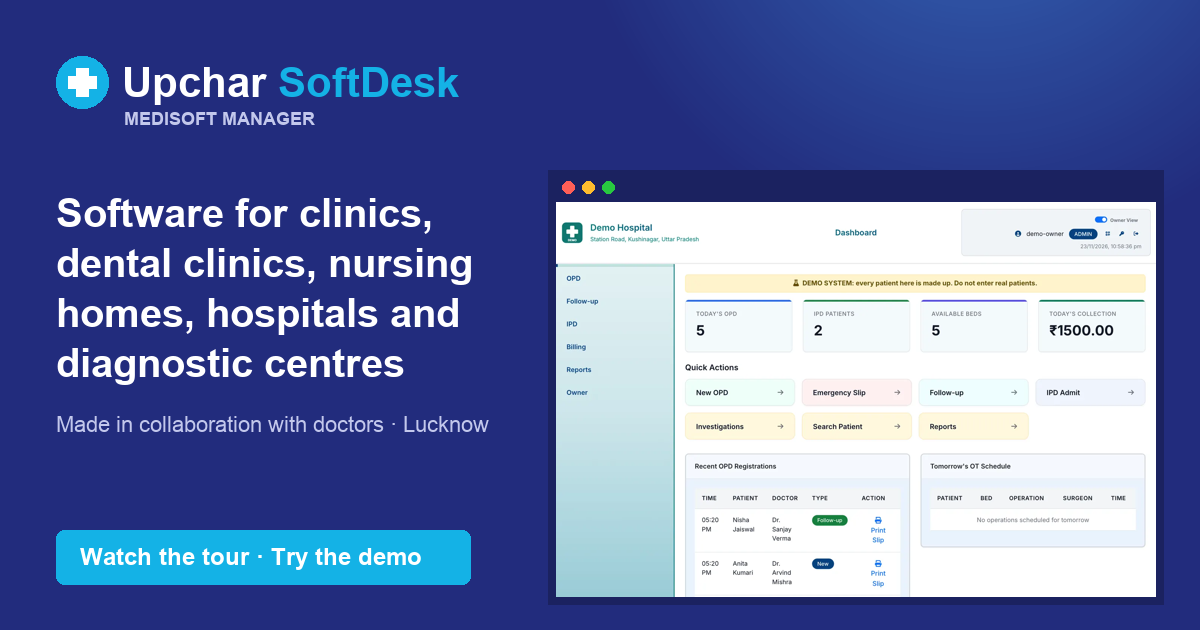 Upchar SoftDesk
MEDISOFT MANAGER
Software for clinics,
dental clinics, nursing
homes, hospitals and
diagnostic centres
Made in collaboration with doctors · Lucknow
Watch the tour · Try the demo
Demo Hospital
Station Road, Kushinagar, Uttar Pradesh
Dashboard
Owner View
demo-owner ADMIN
23/11/2026, 10:58:36 pm
OPD
Follow-up
IPD
Billing
Reports
Owner
DEMO SYSTEM: every patient here is made up. Do not enter real patients.
TODAY'S OPD
5
IPD PATIENTS
2
AVAILABLE BEDS
5
TODAY'S COLLECTION
₹1500.00
Quick Actions
New OPD →
Emergency Slip →
Follow-up →
IPD Admit →
Investigations →
Search Patient →
Reports →
Recent OPD Registrations
TIME PATIENT DOCTOR TYPE ACTION
05:20 Nisha Dr. Follow-up
PM Jaiswal Sanjay Print
Verma Slip
05:20 Anita Dr. New
PM Kumari Arvind Print
Mishra Slip
Tomorrow's OT Schedule
PATIENT BED OPERATION SURGEON TIME
No operations scheduled for tomorrow